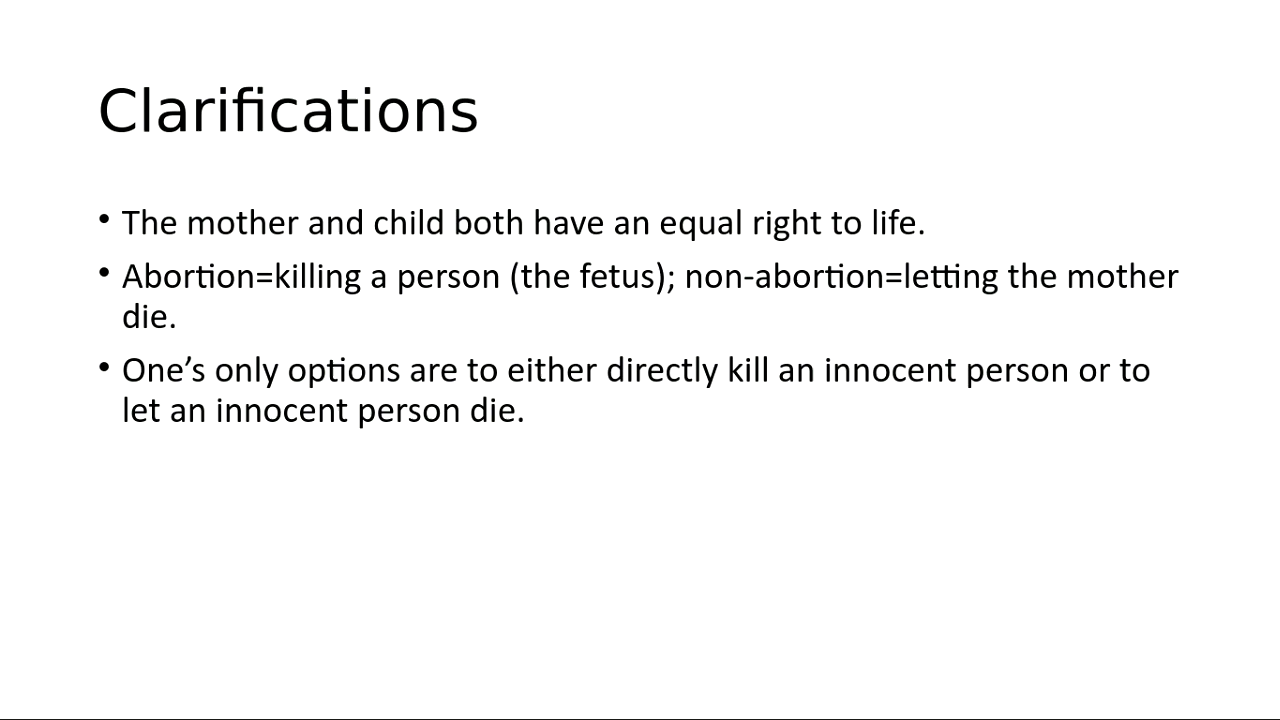 Clarifications
• The mother and child both have an equal right to life.
• Abortion=killing a person (the fetus); non-abortion=letting the mother
die.
• One’s only options are to either directly kill an innocent person or to
let an innocent person die.